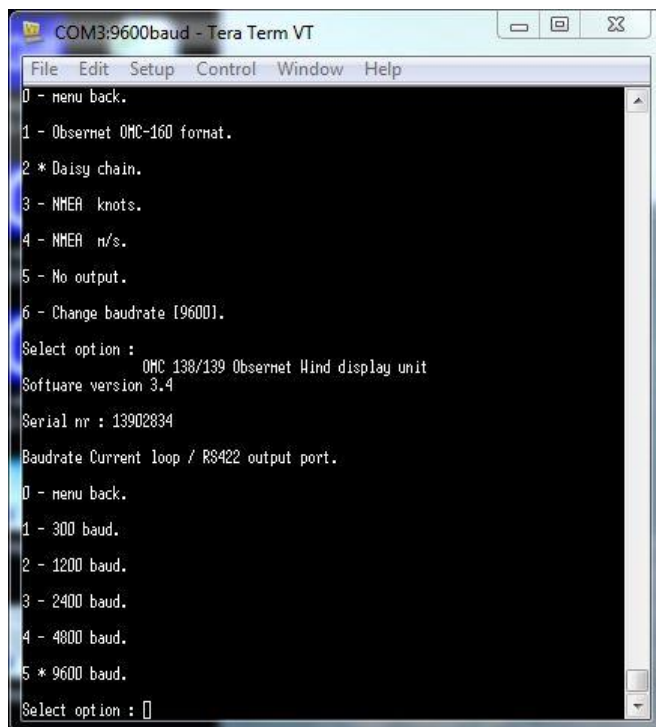 COM3:9600baud - Tera Term VT
File Edit Setup Control Window Help
0 - menu back.
1 - Obsermet OMC-160 format.
2 * Daisy chain.
3 - NMEA knots.
4 - NMEA m/s.
5 - No output.
6 - Change baudrate [9600].
Select option :
OMC 138/139 Obsermet Wind display unit
Software version 3.4
Serial nr : 13902834
Baudrate Current loop / RS422 output port.
0 - menu back.
1 - 300 baud.
2 - 1200 baud.
3 - 2400 baud.
4 - 4800 baud.
5 * 9600 baud.
Select option :